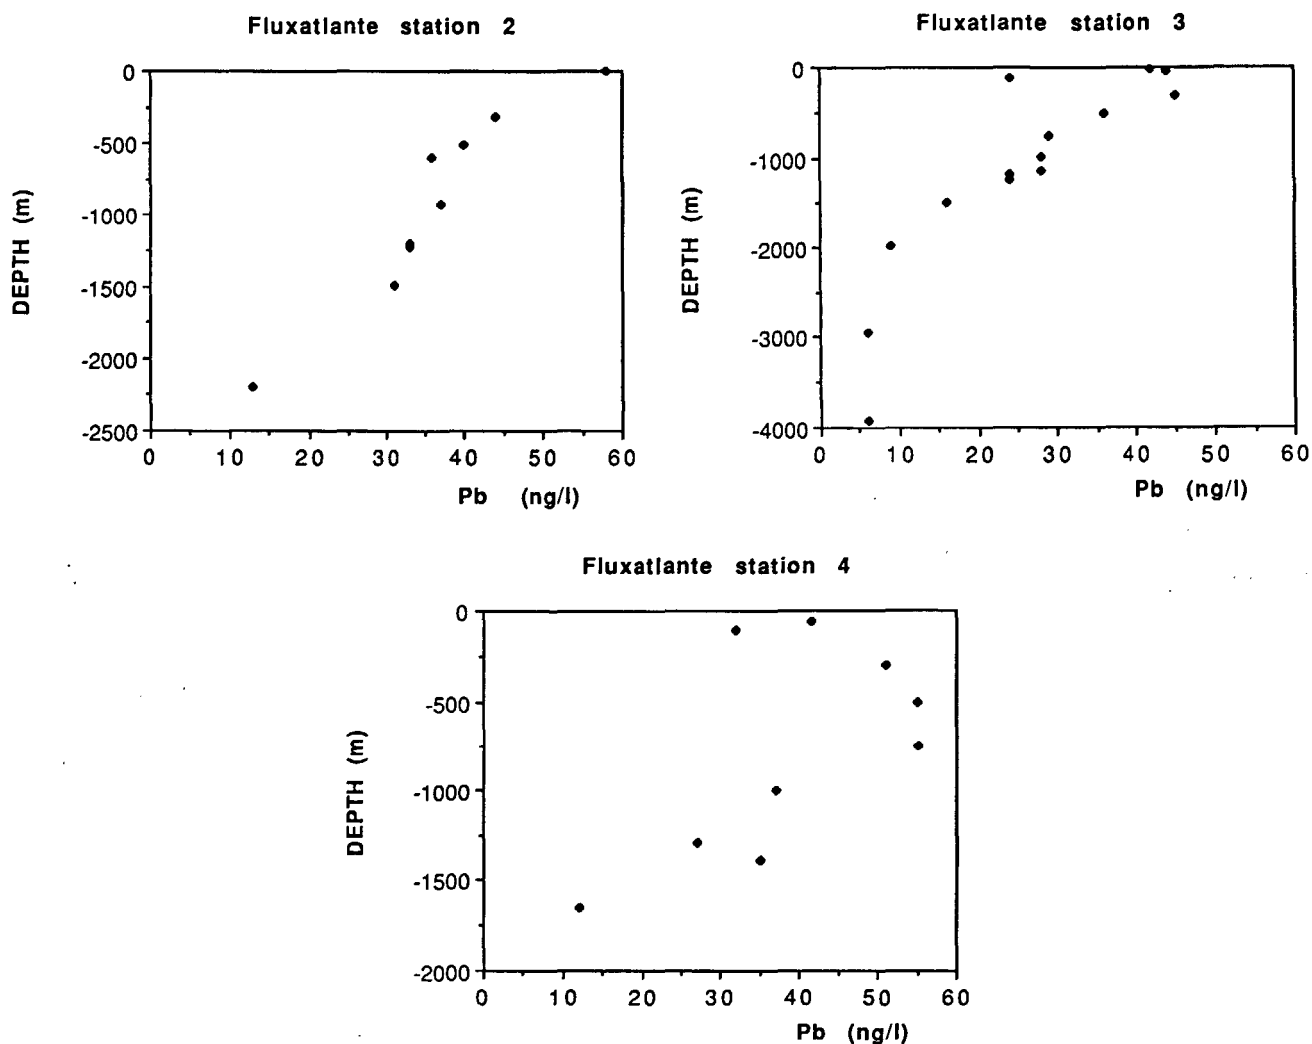 Fluxatlante station 2
0
-500
-1000
-1500
-2000
-2500
DEPTH (m)
0 10 20 30 40 50 60
Pb (ng/l)
Fluxatlante station 3
0
-1000
-2000
-3000
-4000
DEPTH (m)
0 10 20 30 40 50 60
Pb (ng/l)
Fluxatlante station 4
0
-500
-1000
-1500
-2000
DEPTH (m)
0 10 20 30 40 50 60
Pb (ng/l)